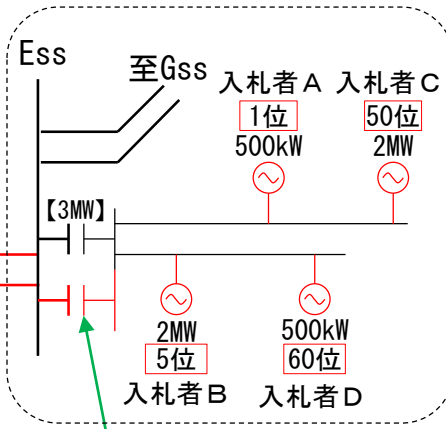 Ess
至Gss
入札者A 入札者C
1位 50位
500kW 2MW
【3MW】
2MW 500kW
5位 60位
入札者B 入札者D